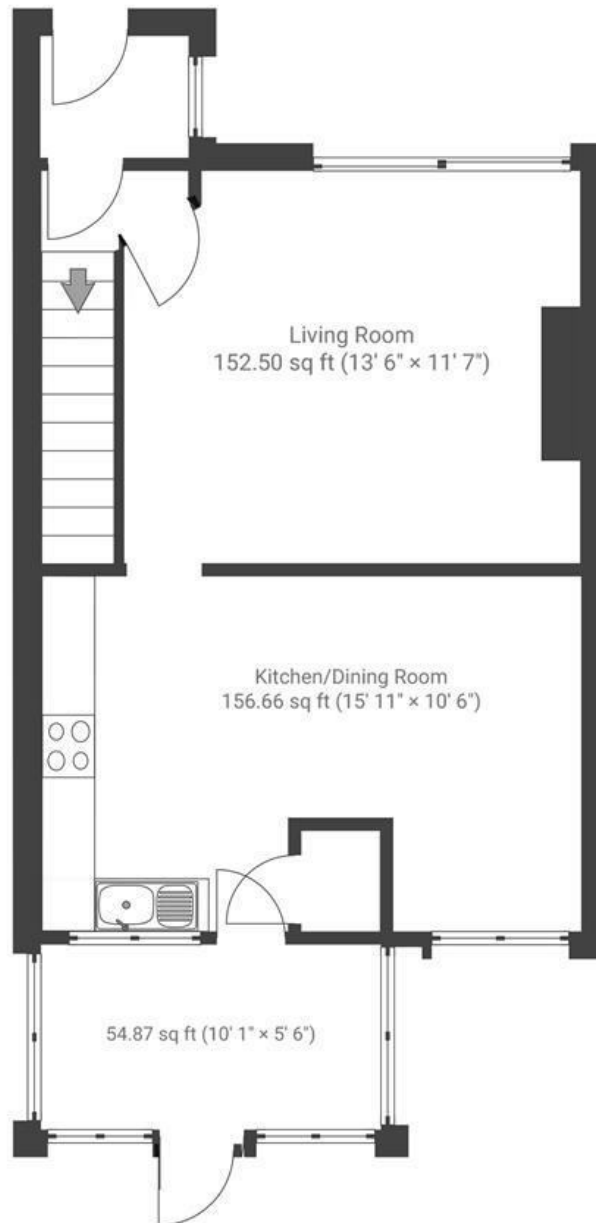 Living Room
152.50 sq ft (13' 6" × 11' 7")
Kitchen/Dining Room
156.66 sq ft (15' 11" × 10' 6")
54.87 sq ft (10' 1" × 5' 6")